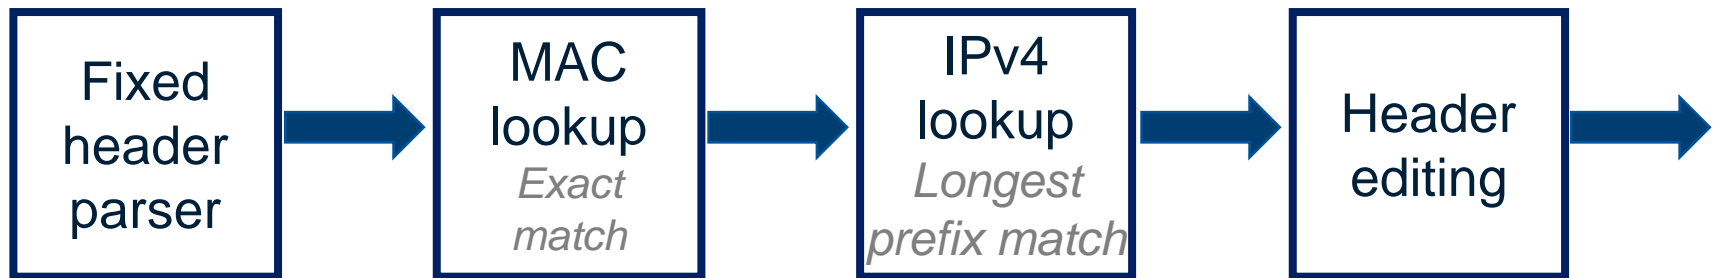 Fixed
header
parser
MAC
lookup
Exact
match
IPv4
lookup
Longest
prefix match
Header
editing